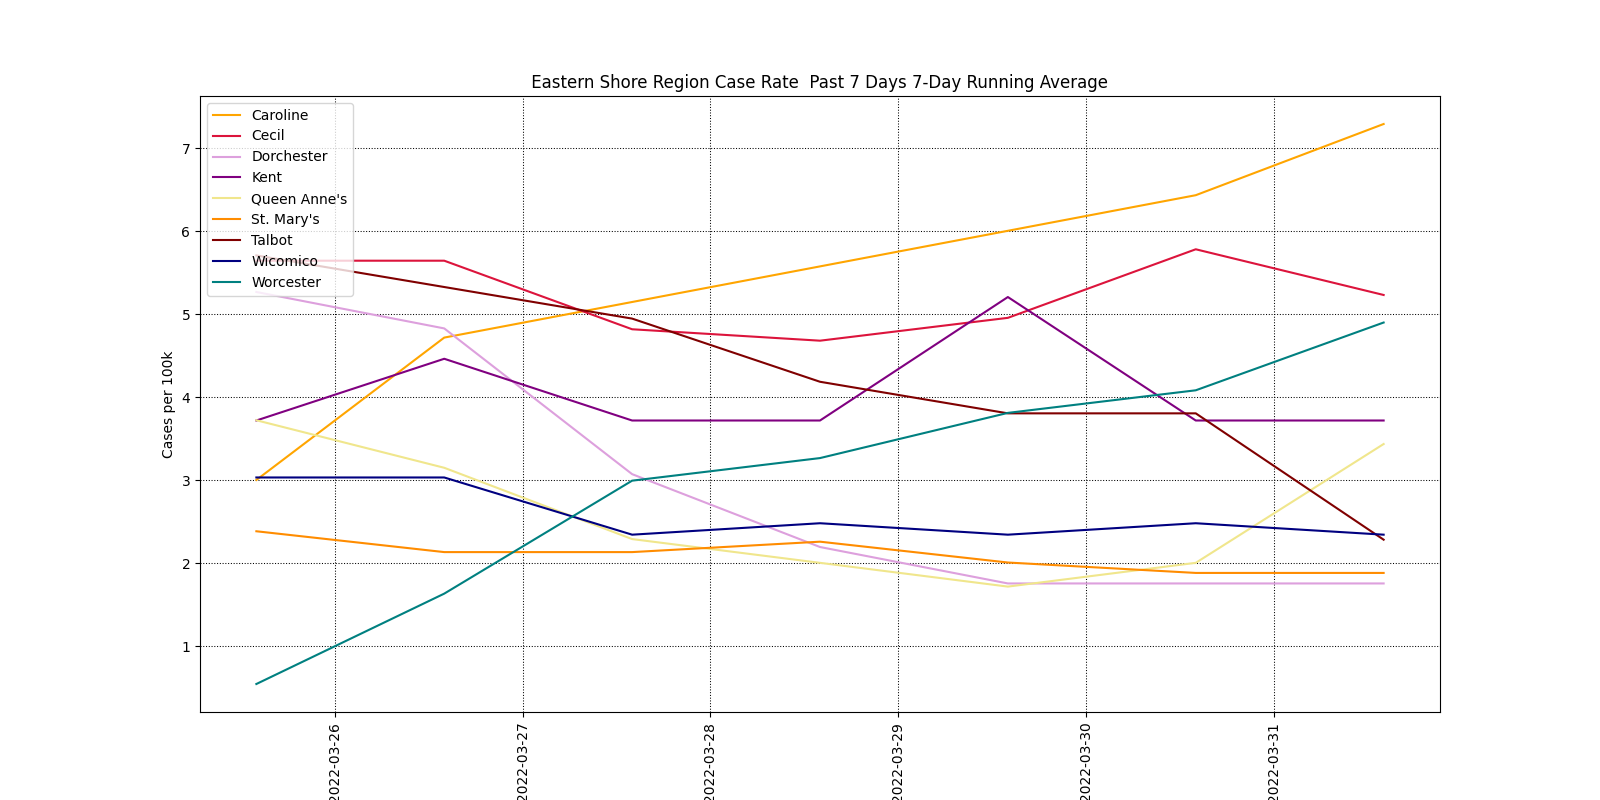 Eastern Shore Region Case Rate  Past 7 Days 7-Day Running Average
Caroline
Cecil
Dorchester
Kent
Queen Anne's
St. Mary's
Talbot
Wicomico
Worcester
Cases per 100k
7
6
5
4
3
2
1
2022-03-26
2022-03-27
2022-03-28
2022-03-29
2022-03-30
2022-03-31